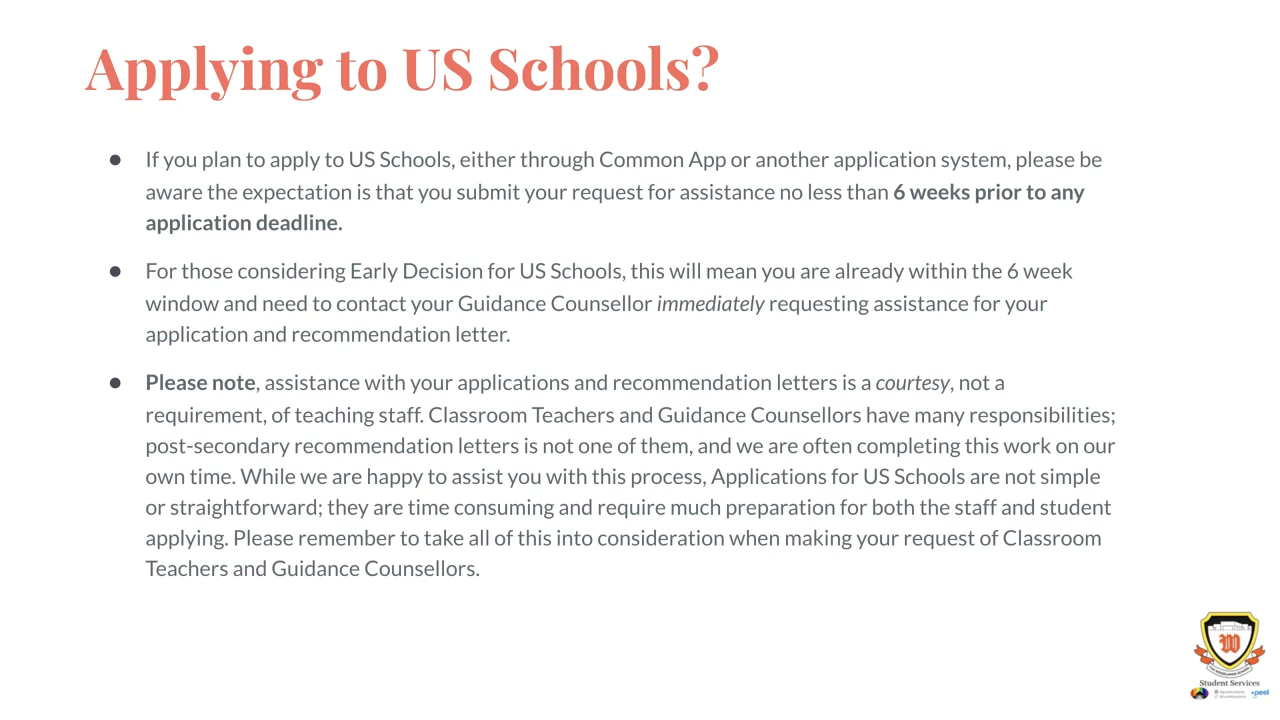 Applying to US Schools?
● If you plan to apply to US Schools, either through Common App or another application system, please be
aware the expectation is that you submit your request for assistance no less than 6 weeks prior to any
application deadline.
● For those considering Early Decision for US Schools, this will mean you are already within the 6 week
window and need to contact your Guidance Counsellor immediately requesting assistance for your
application and recommendation letter.
● Please note, assistance with your applications and recommendation letters is a courtesy, not a
requirement, of teaching staff. Classroom Teachers and Guidance Counsellors have many responsibilities;
post-secondary recommendation letters is not one of them, and we are often completing this work on our
own time. While we are happy to assist you with this process, Applications for US Schools are not simple
or straightforward; they are time consuming and require much preparation for both the staff and student
applying. Please remember to take all of this into consideration when making your request of Classroom
Teachers and Guidance Counsellors.
W
Student Services
peel